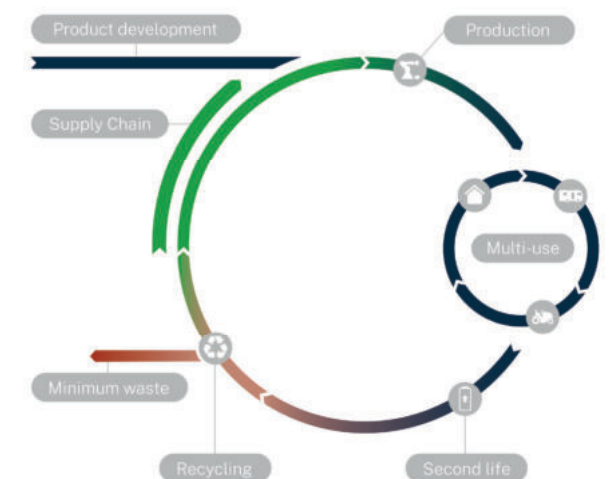 Product development
Production
Supply Chain
Multi-use
Minimum waste
Recycling
Second life